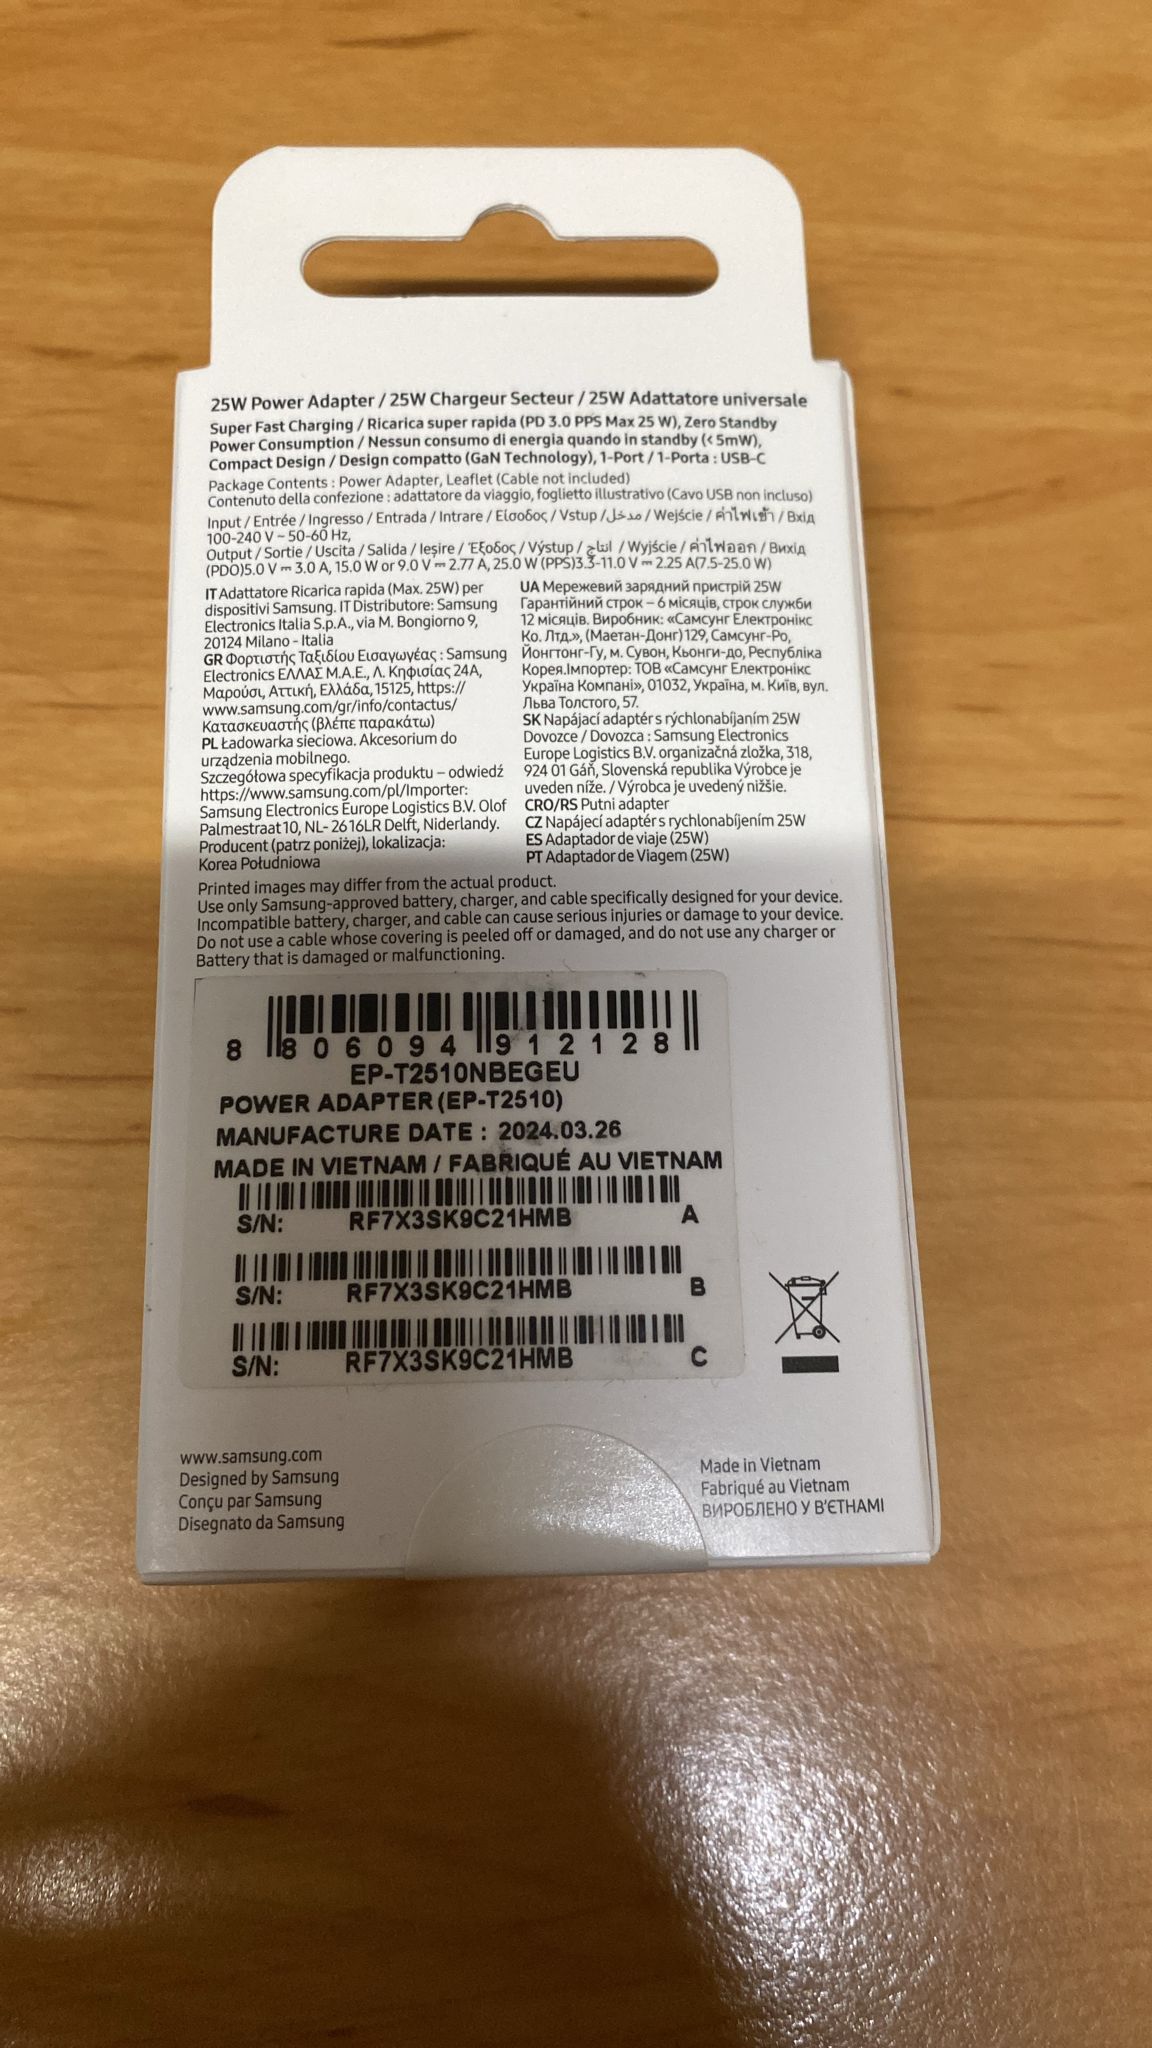 25W Power Adapter / 25W Chargeur Secteur / 25W Adattatore universale
Super Fast Charging / Ricarica super rapida (PD 3.0 PPS Max 25 W), Zero Standby
Power Consumption / Nessun consumo di energia quando in standby (< 5mW),
Compact Design / Design compatto (GaN Technology), 1-Port / 1-Porta : USB-C
Package Contents : Power Adapter, Leaflet (Cable not included)
Contenuto della confezione : adattatore da viaggio, foglietto illustrativo (Cavo USB non incluso)
Input / Entrée / Ingresso / Entrada / Intrare / Είσοδος / Vstup / مدخل / Wejście / ค่าไฟเข้า / Вхід
100-240 V ~ 50-60 Hz,
Output / Sortie / Uscita / Salida / Ieşire / Έξοδος / Výstup / إنتاج / Wyjście / ค่าไฟออก / Вихід
(PDO)5.0 V ⎓ 3.0 A, 15.0 W or 9.0 V ⎓ 2.77 A, 25.0 W (PPS)3.3-11.0 V ⎓ 2.25 A(7.5-25.0 W)
IT Adattatore Ricarica rapida (Max. 25W) per
dispositivi Samsung. IT Distributore: Samsung
Electronics Italia S.p.A., via M. Bongiorno 9,
20124 Milano - Italia
GR Φορτιστής Ταξιδίου Εισαγωγέας : Samsung
Electronics ΕΛΛΑΣ Μ.Α.Ε., Λ. Κηφισίας 24Α,
Μαρούσι, Αττική, Ελλάδα, 15125, https://
www.samsung.com/gr/info/contactus/
Κατασκευαστής (βλέπε παρακάτω)
PL Ładowarka sieciowa. Akcesorium do
urządzenia mobilnego.
Szczegółowa specyfikacja produktu – odwiedź
https://www.samsung.com/pl/Importer:
Samsung Electronics Europe Logistics B.V. Olof
Palmestraat 10, NL- 2616LR Delft, Niderlandy.
Producent (patrz poniżej), lokalizacja:
Korea Południowa
UA Мережевий зарядний пристрій 25W
Гарантійний строк – 6 місяців, строк служби
12 місяців. Виробник: «Самсунг Електронікс
Ко. Лтд.», (Маетан-Донг) 129, Самсунг-Ро,
Йонгтонг-Гу, м. Сувон, Кьонги-до, Республіка
Корея.Імпортер: ТОВ «Самсунг Електронікс
Україна Компані», 01032, Україна, м. Київ, вул.
Льва Толстого, 57.
SK Napájací adaptér s rýchlonabíjaním 25W
Dovozce / Dovozca : Samsung Electronics
Europe Logistics B.V. organizačná zložka, 318,
924 01 Gáň, Slovenská republika Výrobce je
uveden níže. / Výrobca je uvedený nižšie.
CRO/RS Putni adapter
CZ Napájecí adaptér s rychlonabíjením 25W
ES Adaptador de viaje (25W)
PT Adaptador de Viagem (25W)
Printed images may differ from the actual product.
Use only Samsung-approved battery, charger, and cable specifically designed for your device.
Incompatible battery, charger, and cable can cause serious injuries or damage to your device.
Do not use a cable whose covering is peeled off or damaged, and do not use any charger or
Battery that is damaged or malfunctioning.
8 806094 912128
EP-T2510NBEGEU
POWER ADAPTER(EP-T2510)
MANUFACTURE DATE : 2024.03.26
MADE IN VIETNAM / FABRIQUÉ AU VIETNAM
S/N: RF7X3SK9C21HMB A
S/N: RF7X3SK9C21HMB B
S/N: RF7X3SK9C21HMB C
www.samsung.com
Designed by Samsung
Conçu par Samsung
Disegnato da Samsung
Made in Vietnam
Fabriqué au Vietnam
ВИРОБЛЕНО У В'ЄТНАМІ